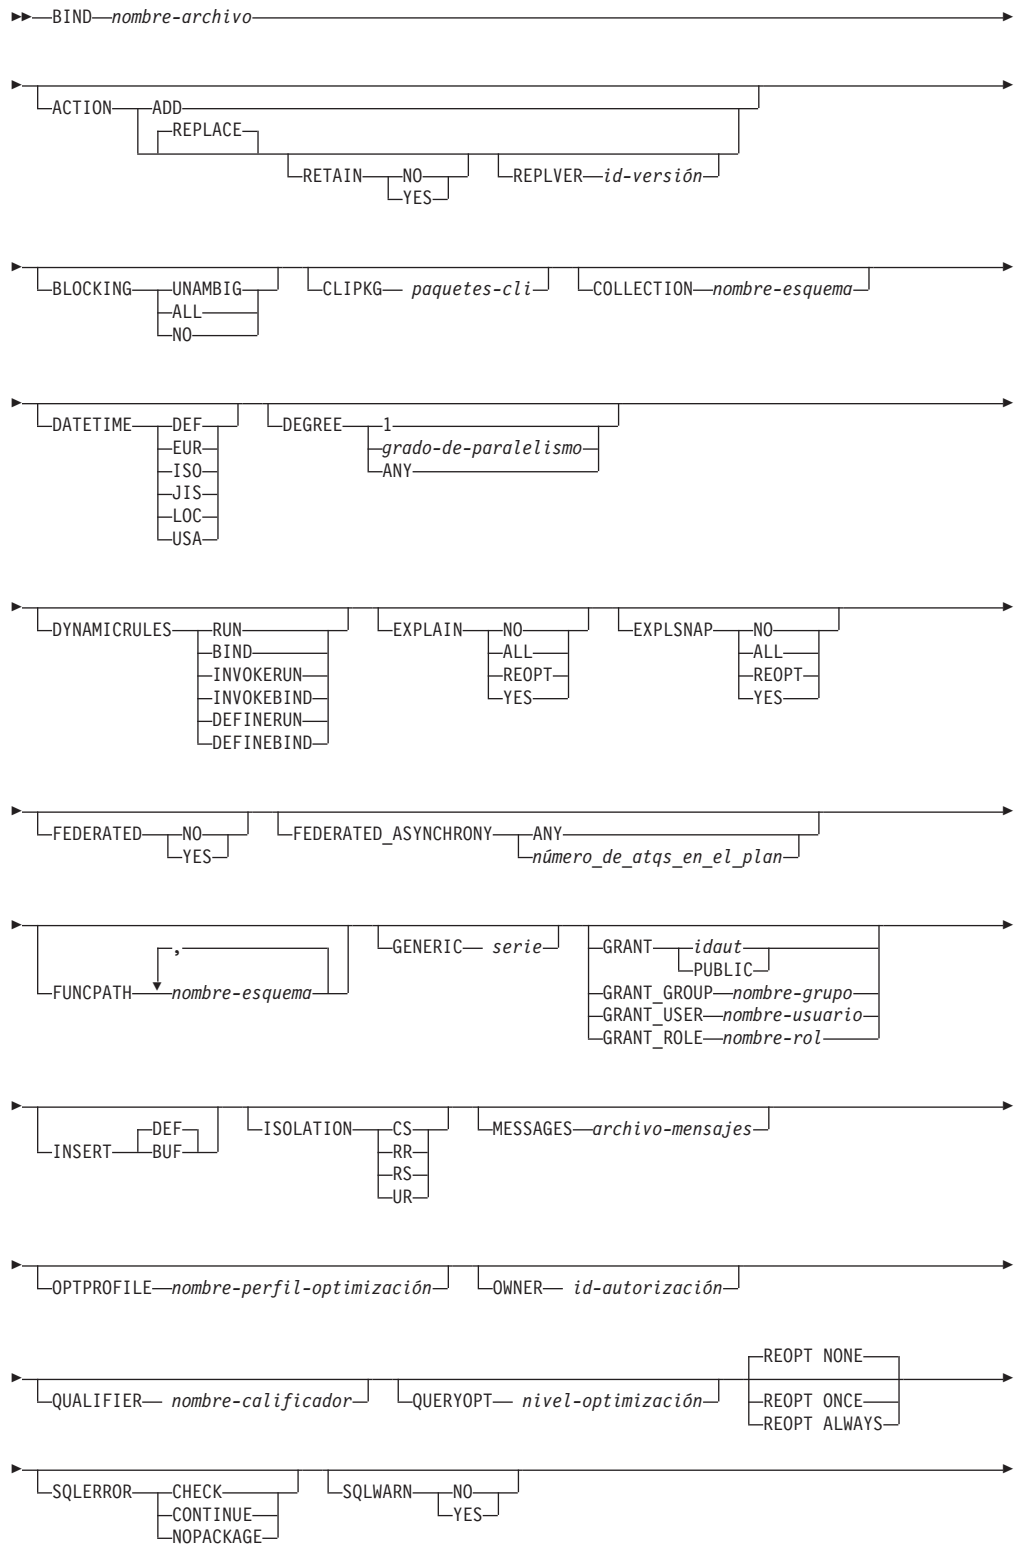 BIND nombre-archivo
ACTION ADD
REPLACE
RETAIN NO REPLVER id-versión
YES
BLOCKING UNAMBIG CLIPKG paquetes-cli COLLECTION nombre-esquema
ALL
NO
DATETIME DEF DEGREE 1
EUR grado-de-paralelismo
ISO ANY
JIS
LOC
USA
DYNAMICRULES RUN EXPLAIN NO EXPLSNAP NO
BIND ALL ALL
INVOKERUN REOPT REOPT
INVOKEBIND YES YES
DEFINERUN
DEFINEBIND
FEDERATED NO FEDERATED_ASYNCHRONY ANY
YES número_de_atqs_en_el_plan
GENERIC serie GRANT idaut
, PUBLIC
FUNCPATH nombre-esquema GRANT_GROUP nombre-grupo
GRANT_USER nombre-usuario
GRANT_ROLE nombre-rol
DEF ISOLATION CS MESSAGES archivo-mensajes
INSERT BUF RR
RS
UR
OPTPROFILE nombre-perfil-optimización OWNER id-autorización
REOPT NONE
QUALIFIER nombre-calificador QUERYOPT nivel-optimización REOPT ONCE
REOPT ALWAYS
SQLERROR CHECK SQLWARN NO
CONTINUE YES
NOPACKAGE